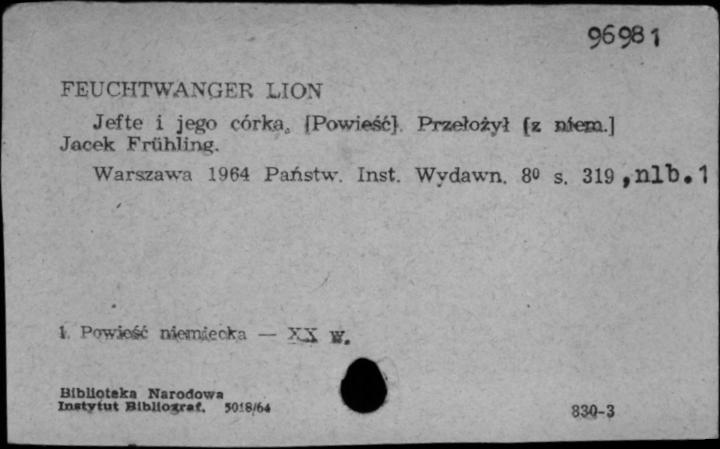 96981
FEUCHTWANGER LION
Jefte i jego córka. [Powieść]. Przełożył [z niem.]
Jacek Frühling.
Warszawa 1964 Państw. Inst. Wydawn. 8⁰ s. 319, nlb. 1
1. Powieść niemiecka — XX w.
Biblioteka Narodowa
Instytut Bibliograf. 5018/64
830-3